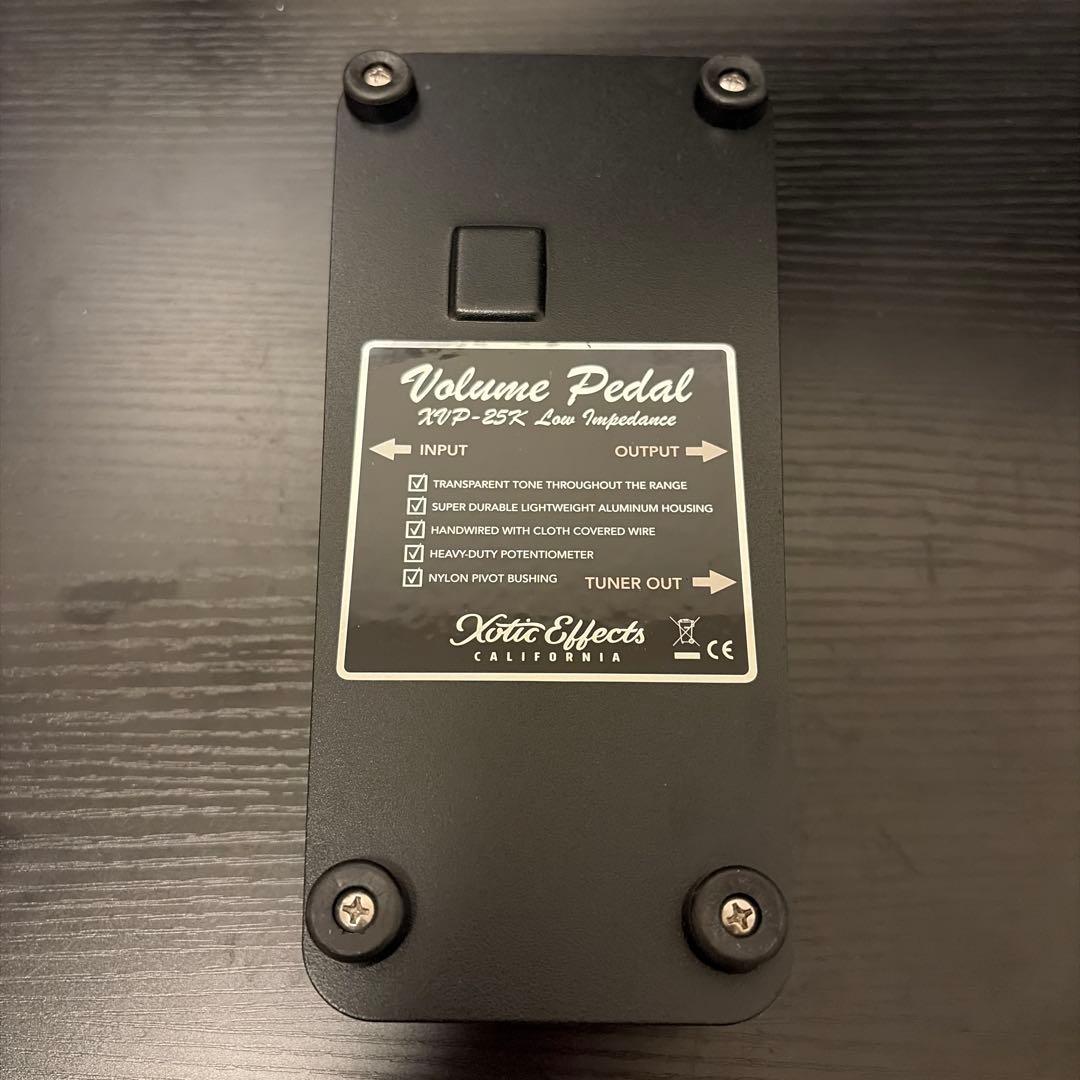 Volume Pedal
XVP-25K Low Impedance
INPUT OUTPUT
TRANSPARENT TONE THROUGHOUT THE RANGE
SUPER DURABLE LIGHTWEIGHT ALUMINUM HOUSING
HANDWIRED WITH CLOTH COVERED WIRE
HEAVY-DUTY POTENTIOMETER
NYLON PIVOT BUSHING TUNER OUT
Xotic Effects
CALIFORNIA CE